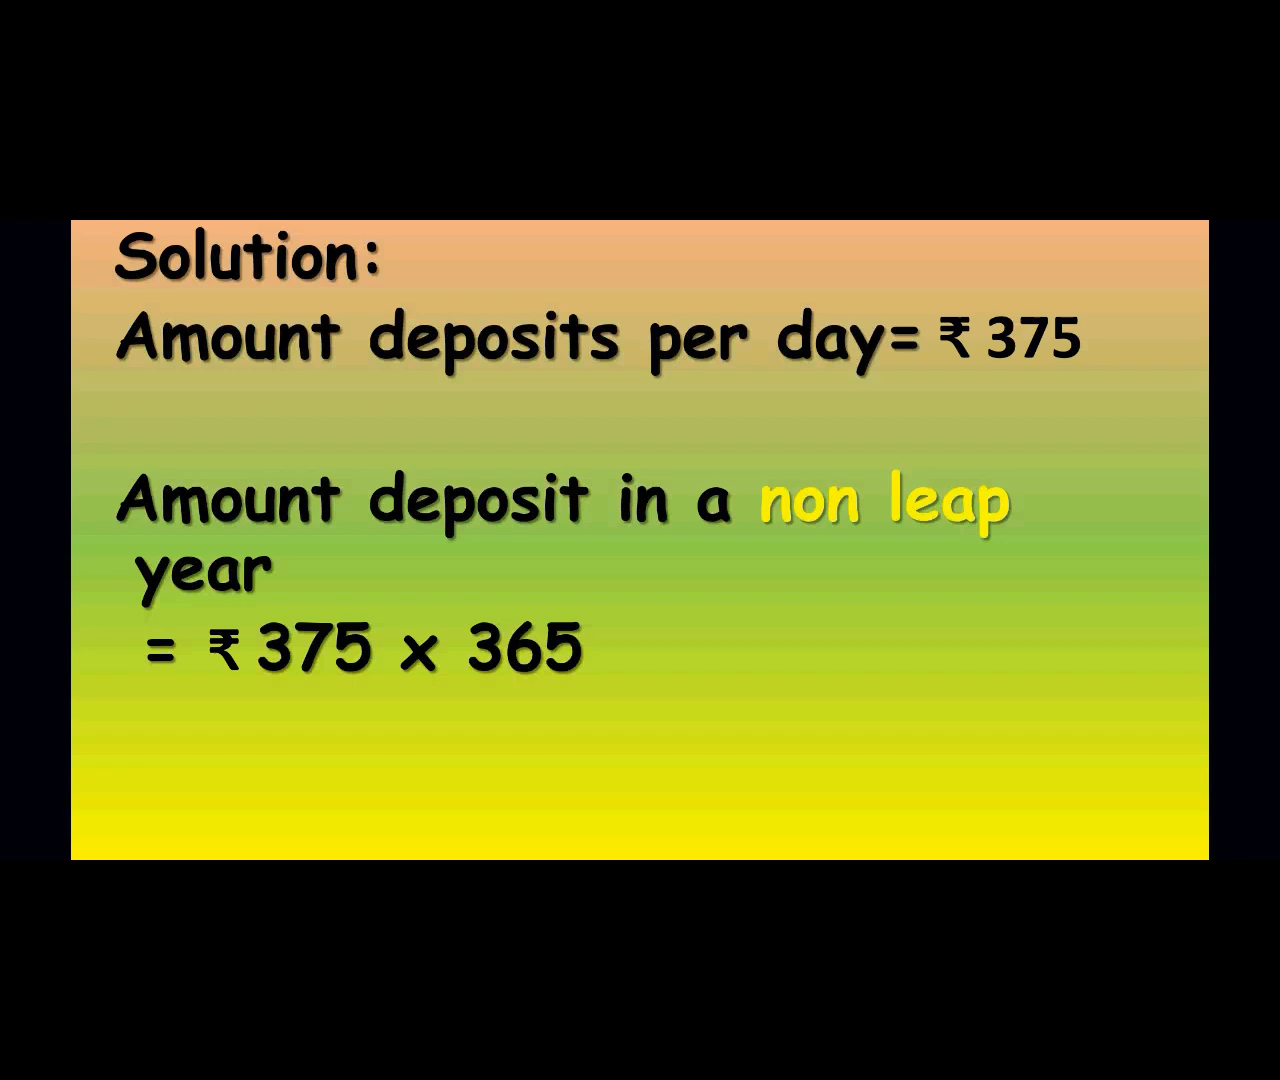 Solution:
Amount deposits per day= ₹ 375
Amount deposit in a non leap
year
= ₹ 375 x 365